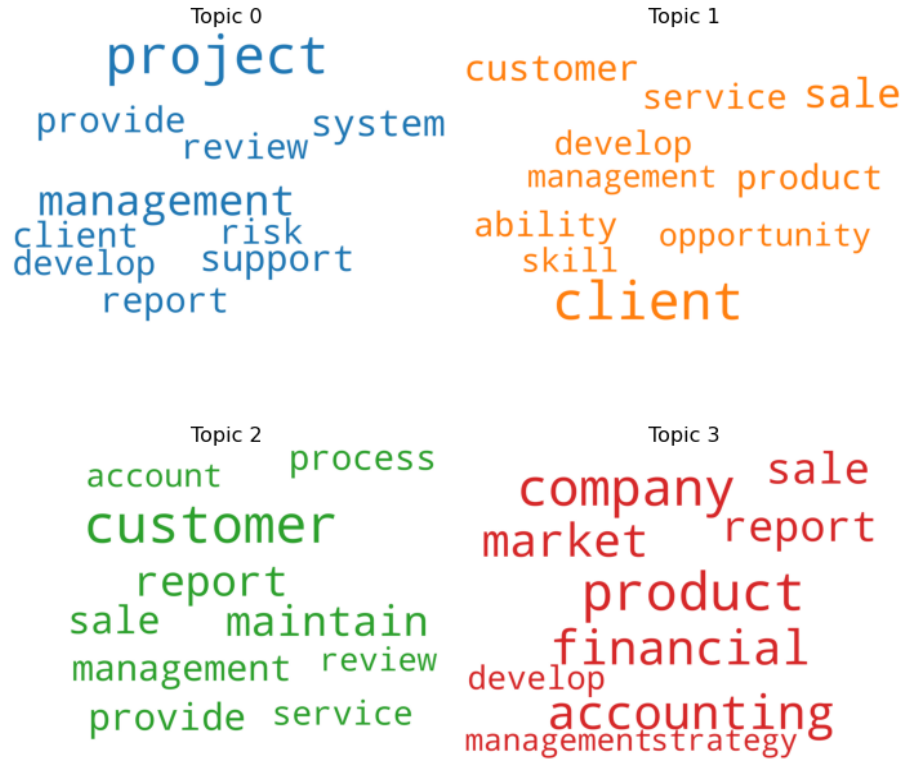 Topic 0
project
provide
system
review
management
client
risk
develop
support
report
Topic 1
customer
service
sale
develop
management
product
ability
opportunity
skill
client
Topic 2
account
process
customer
report
sale
maintain
management
review
provide
service
Topic 3
company
sale
market
report
product
financial
develop
accounting
managementstrategy